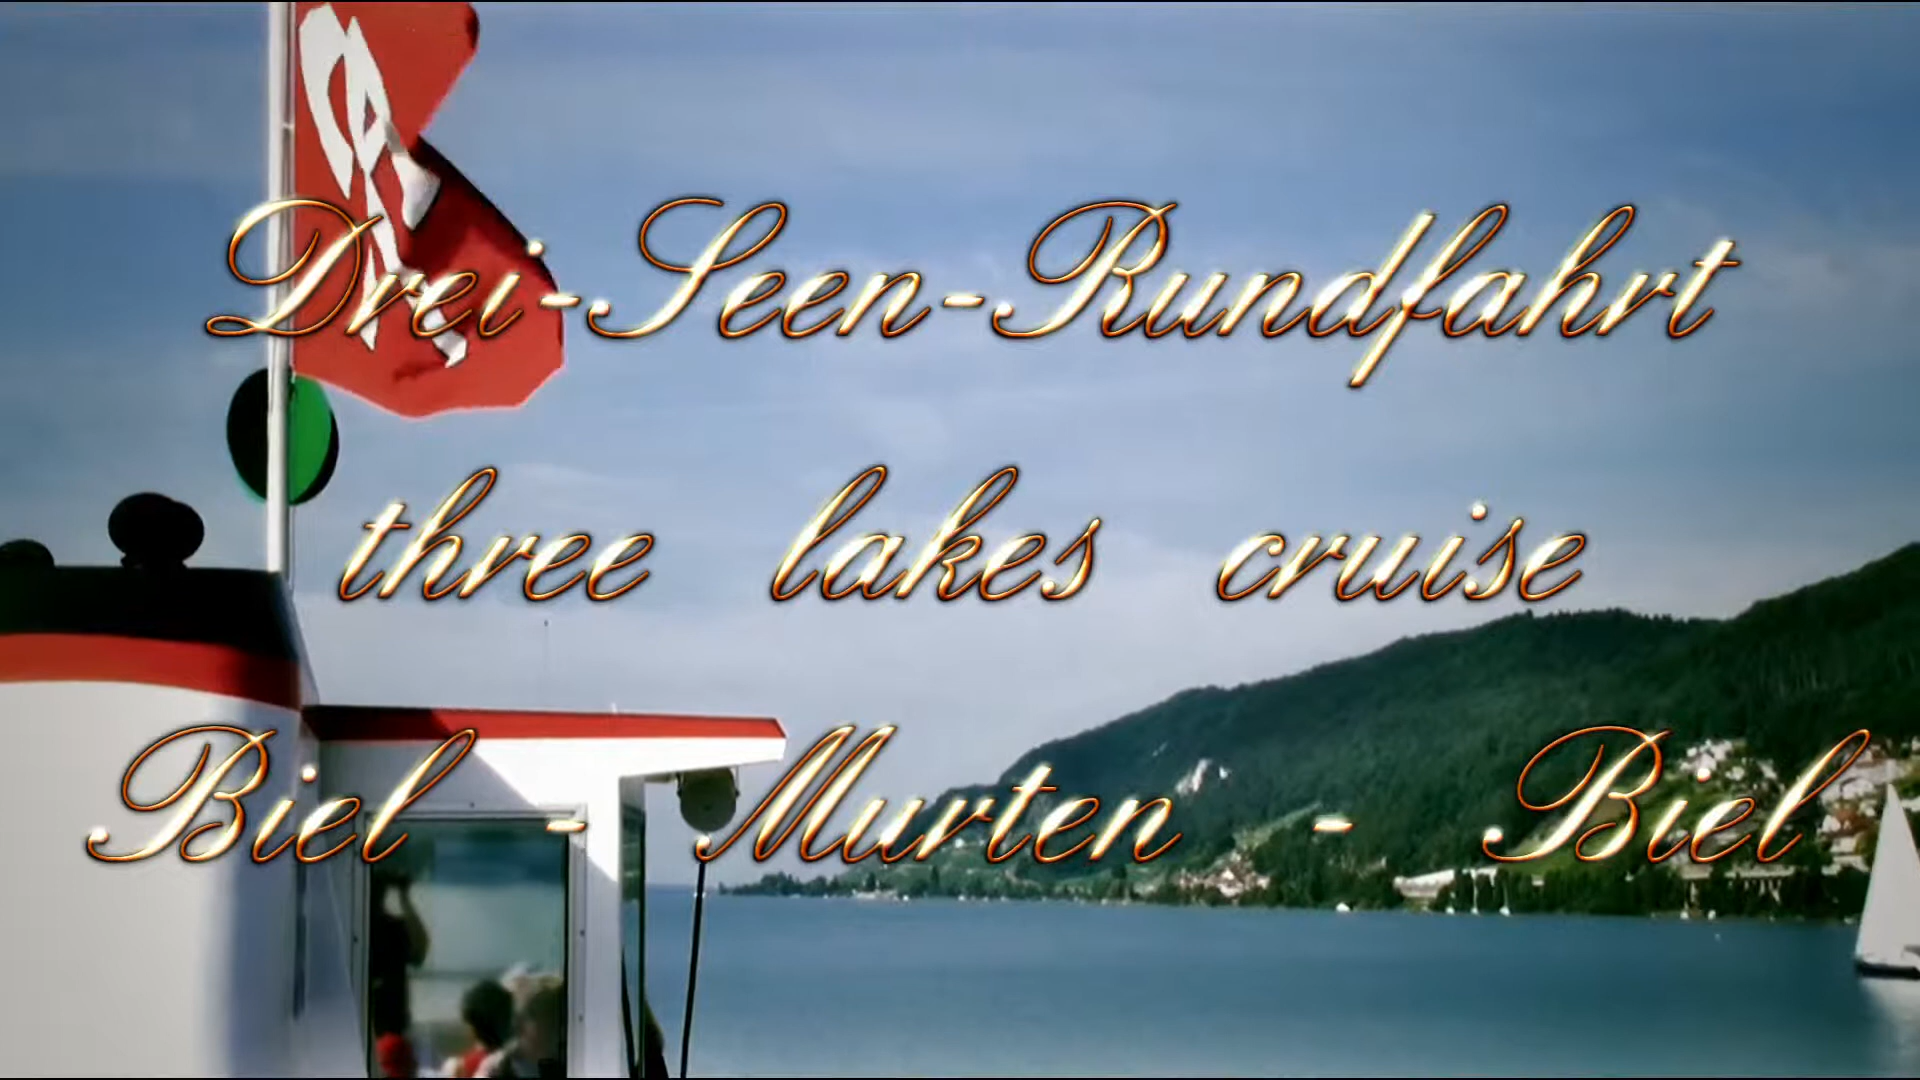 Drei-Seen-Rundfahrt
three lakes cruise
Biel - Murten - Biel